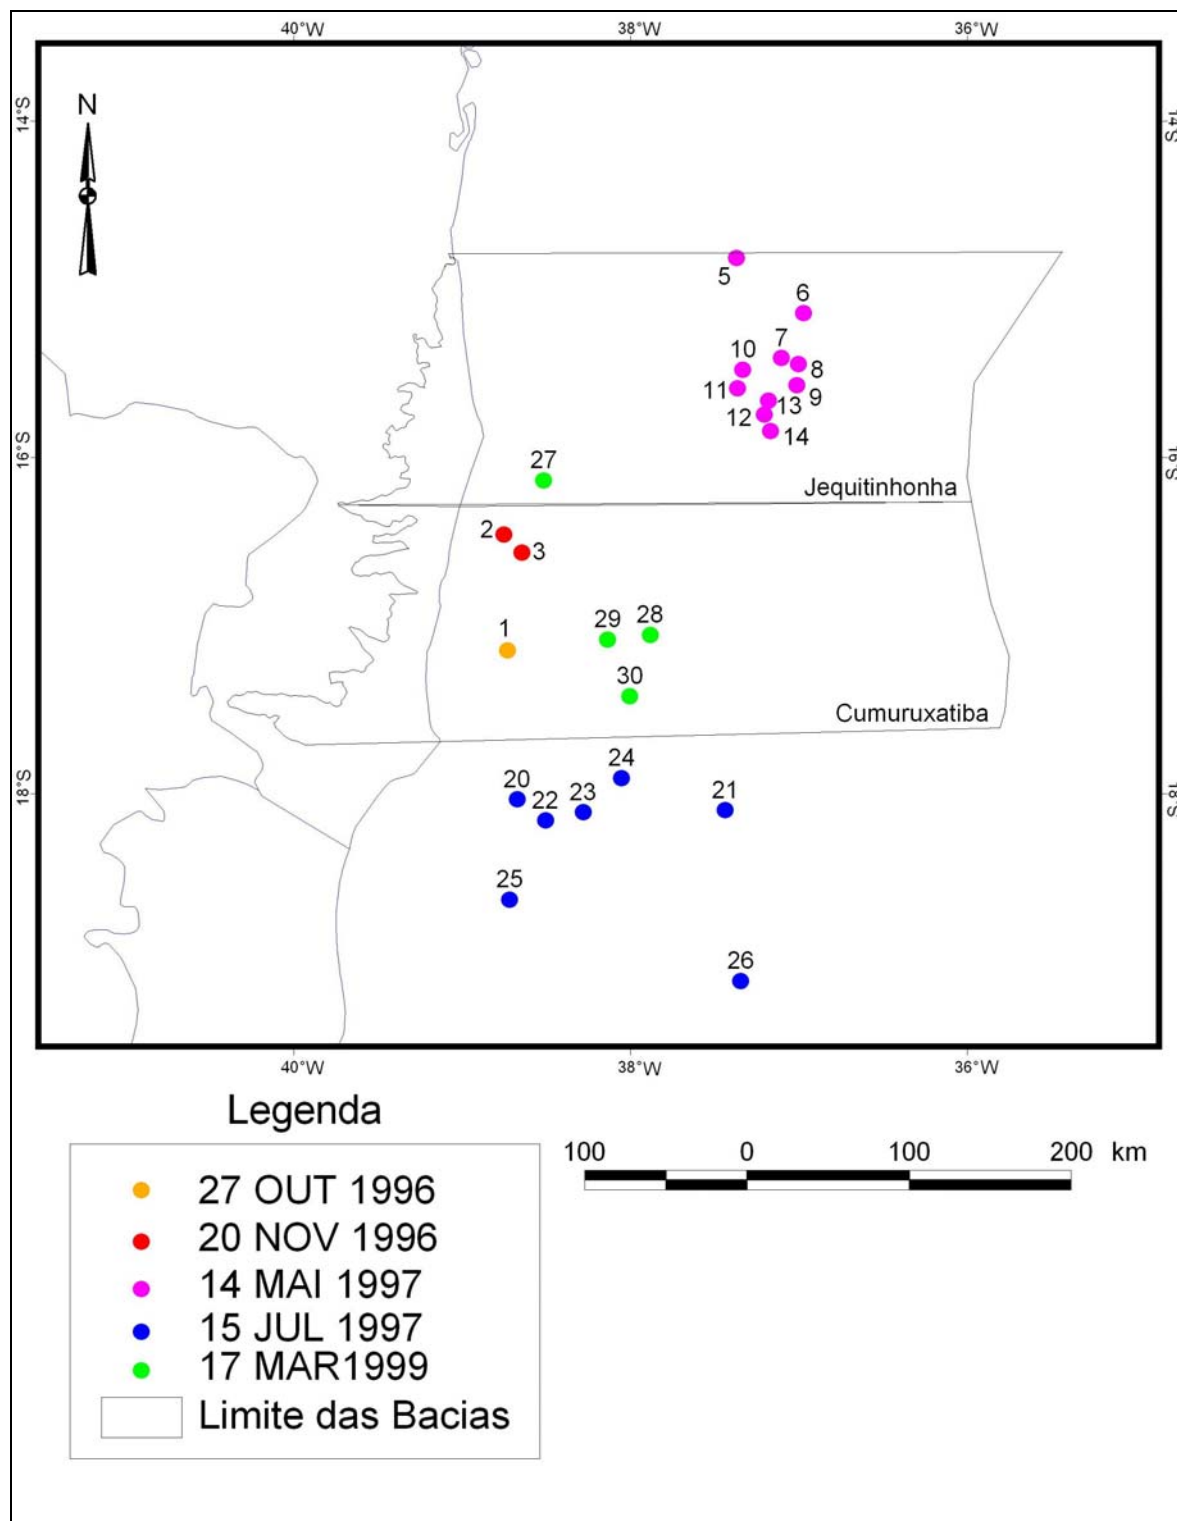 40°W 38°W 36°W
14°S
14°S
N
5
6
7
10
8
11
9
13
12
14
16°S
16°S
27
Jequitinhonha
2
3
1
29
28
30
Cumuruxatiba
24
18°S
18°S
20
23
21
22
25
26
40°W 38°W 36°W
Legenda
100 0 100 200 km
27 OUT 1996
20 NOV 1996
14 MAI 1997
15 JUL 1997
17 MAR1999
Limite das Bacias